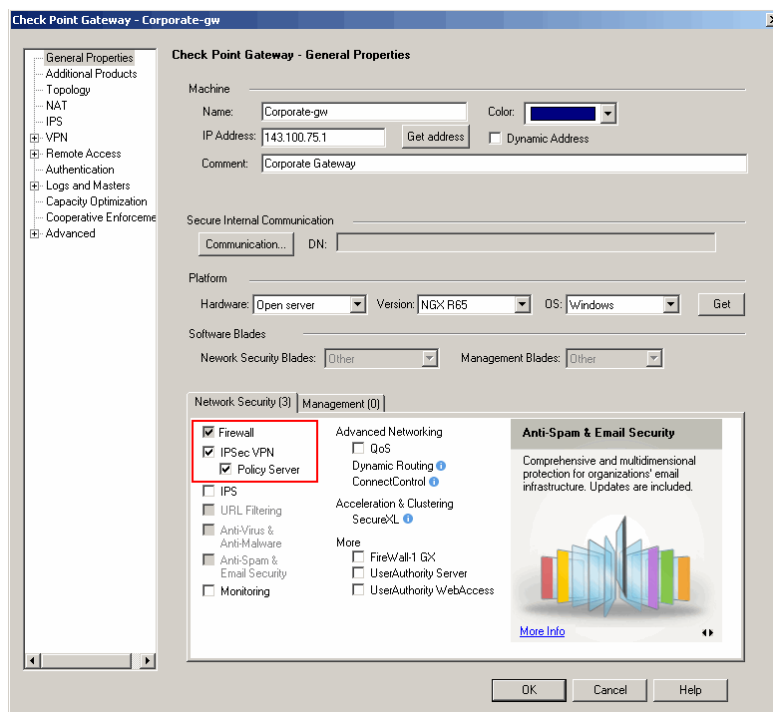 Check Point Gateway - Corporate-gw
General Properties
Additional Products
Topology
NAT
IPS
VPN
Remote Access
Authentication
Logs and Masters
Capacity Optimization
Cooperative Enforceme
Advanced
Check Point Gateway - General Properties
Machine
Name: Corporate-gw Color:
IP Address: 143.100.75.1 Get address Dynamic Address
Comment: Corporate Gateway
Secure Internal Communication
Communication... DN:
Platform
Hardware: Open server Version: NGX R65 OS: Windows Get
Software Blades
Nework Security Blades: Other Management Blades: Other
Network Security (3) Management (0)
Firewall
IPSec VPN
Policy Server
IPS
URL Filtering
Anti-Virus &
Anti-Malware
Anti-Spam &
Email Security
Monitoring
Advanced Networking
QoS
Dynamic Routing
ConnectControl
Acceleration & Clustering
SecureXL
More
FireWall-1 GX
UserAuthority Server
UserAuthority WebAccess
Anti-Spam & Email Security
Comprehensive and multidimensional
protection for organizations' email
infrastructure. Updates are included.
More Info
OK Cancel Help